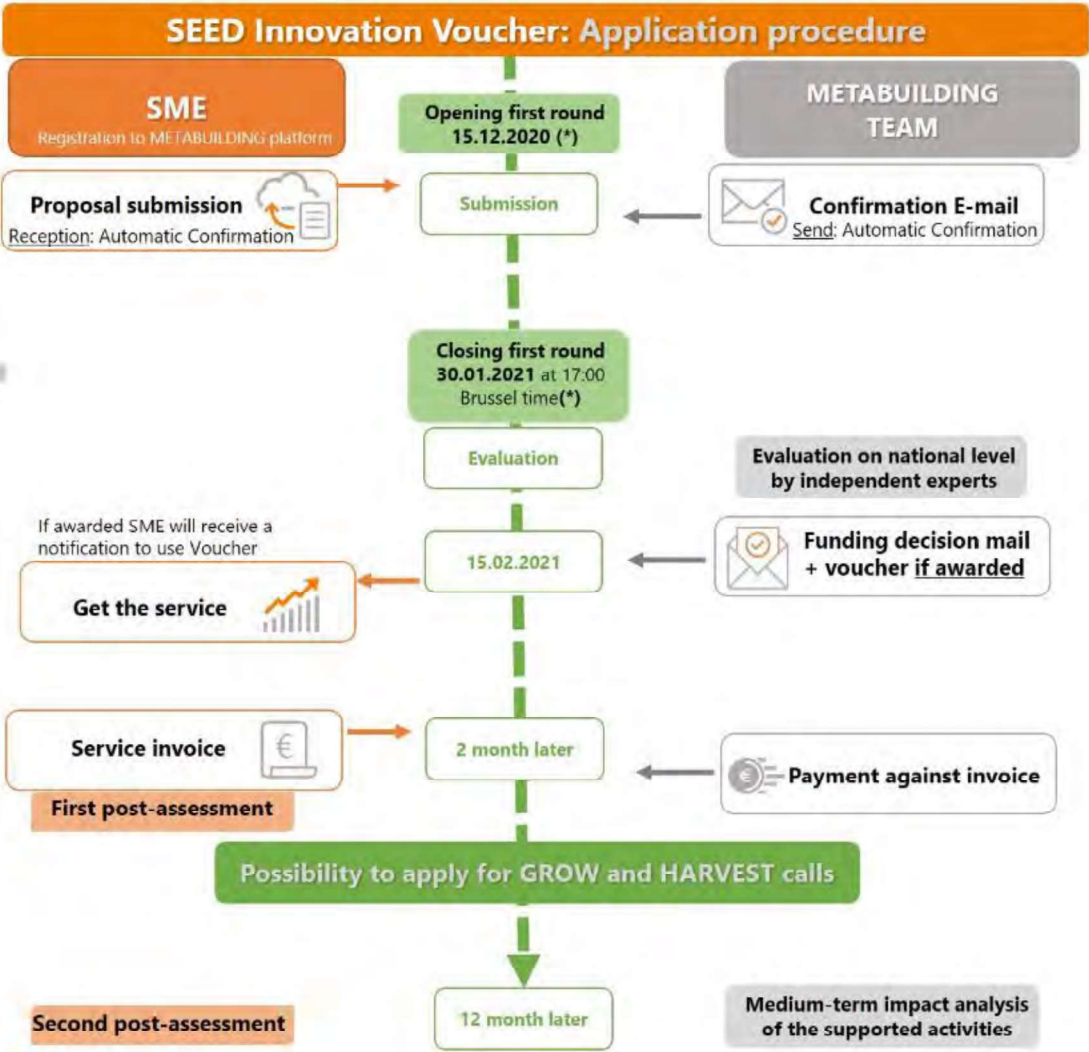 SEED Innovation Voucher: Application procedure
SME
Registration to METABUILDING platform
Opening first round
15.12.2020 (*)
METABUILDING
TEAM
Proposal submission
Reception: Automatic Confirmation
Submission
Confirmation E-mail
Send: Automatic Confirmation
Closing first round
30.01.2021 at 17:00
Brussel time(*)
Evaluation
Evaluation on national level
by independent experts
If awarded SME will receive a
notification to use Voucher
15.02.2021
Funding decision mail
+ voucher if awarded
Get the service
Service invoice
€
2 month later
€
Payment against invoice
First post-assessment
Possibility to apply for GROW and HARVEST calls
Second post-assessment
12 month later
Medium-term impact analysis
of the supported activities